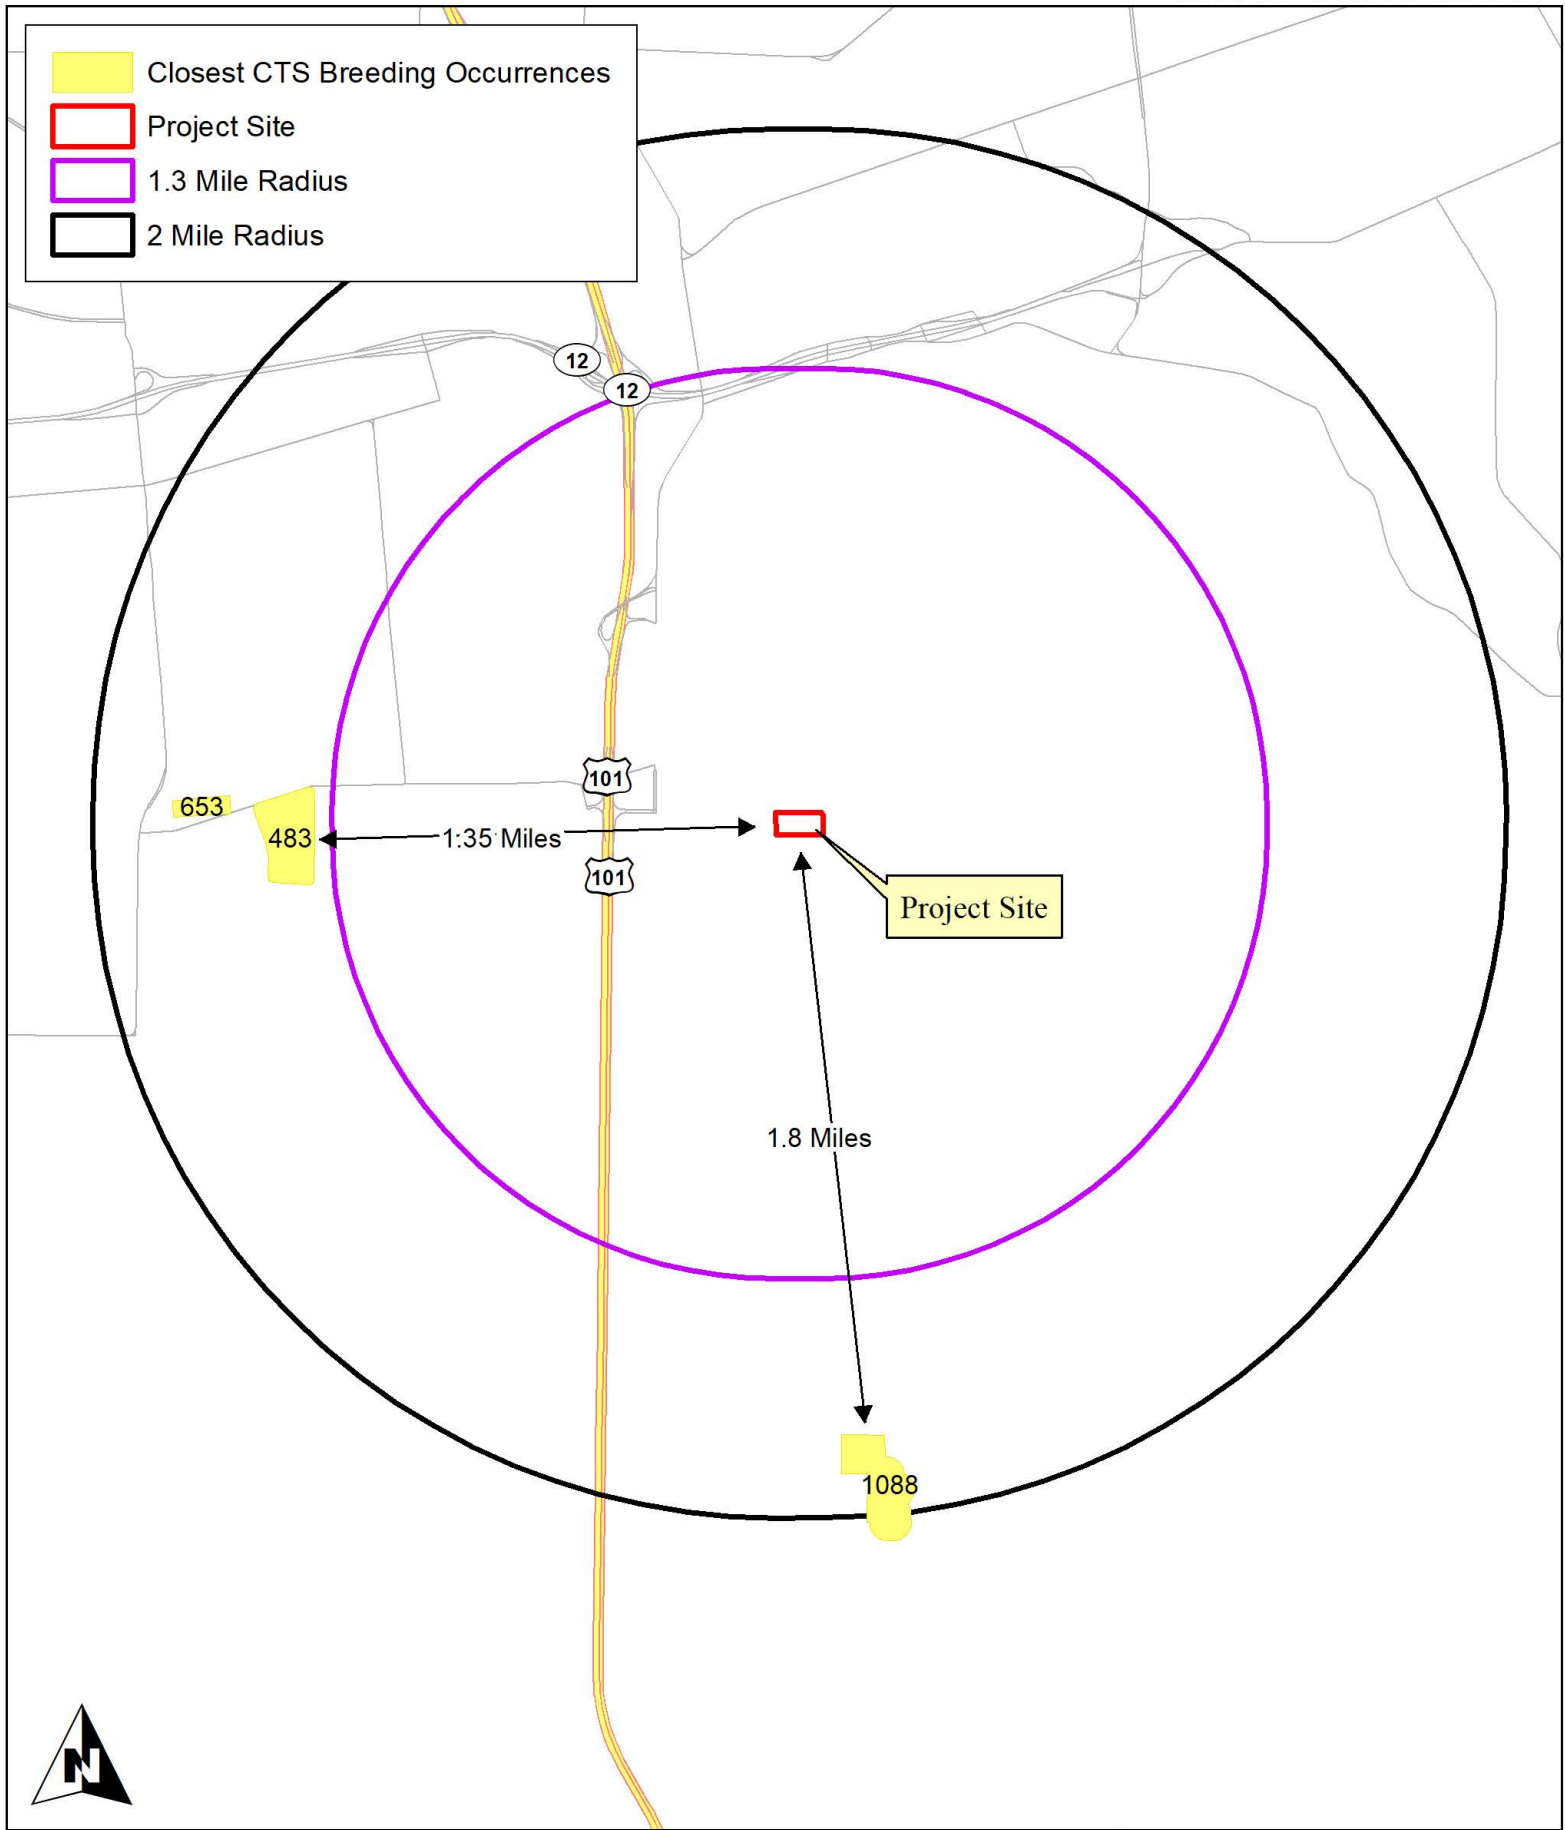 Closest CTS Breeding Occurrences
Project Site
1.3 Mile Radius
2 Mile Radius
12
12
101
653
483
1:35 Miles
101
Project Site
1.8 Miles
1088
N